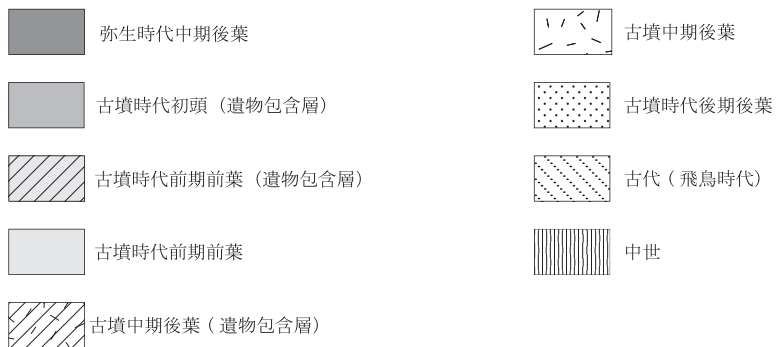 弥生時代中期後葉
古墳時代初頭（遺物包含層）
古墳時代前期前葉（遺物包含層）
古墳時代前期前葉
古墳中期後葉（遺物包含層）
古墳中期後葉
古墳時代後期後葉
古代（飛鳥時代）
中世